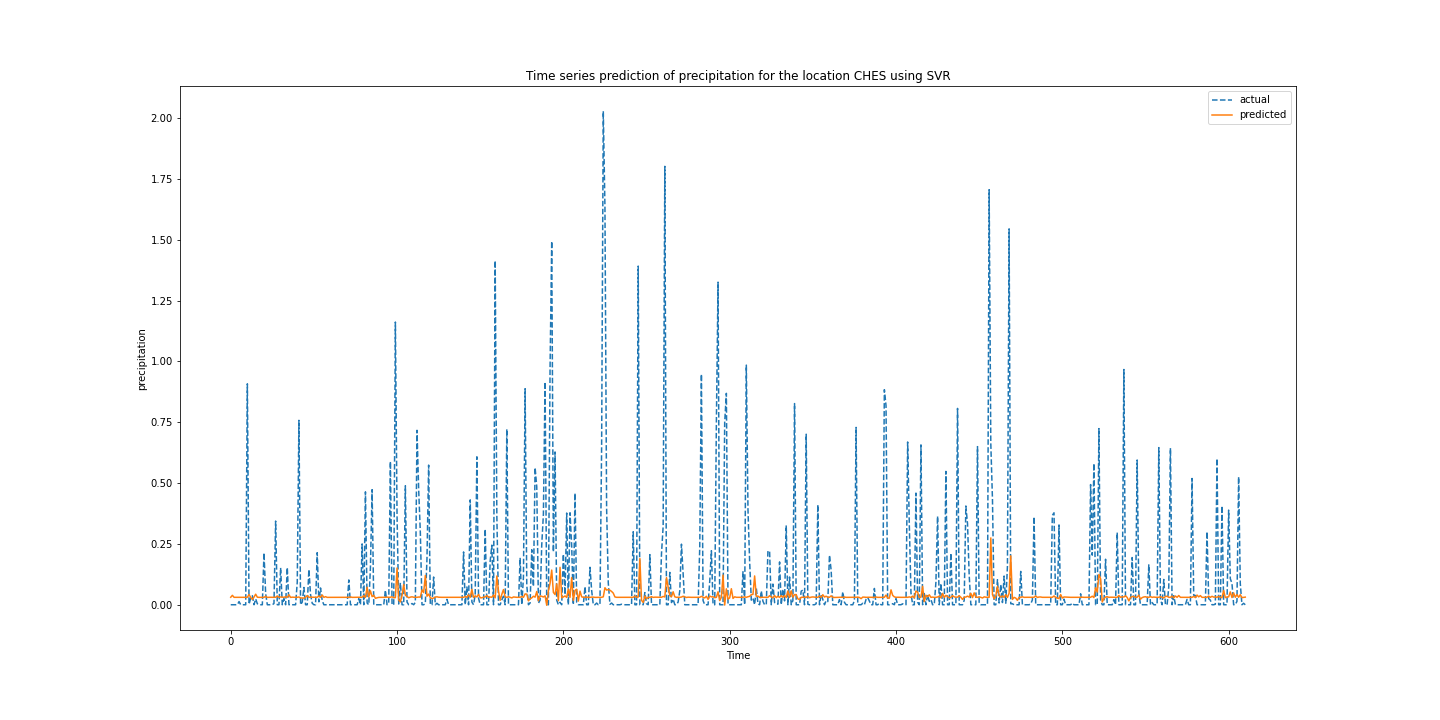 Time series prediction of precipitation for the location CHES using SVR
actual
predicted
2.00
1.75
1.50
1.25
1.00
0.75
0.50
0.25
0.00
precipitation
0 100 200 300 400 500 600
Time